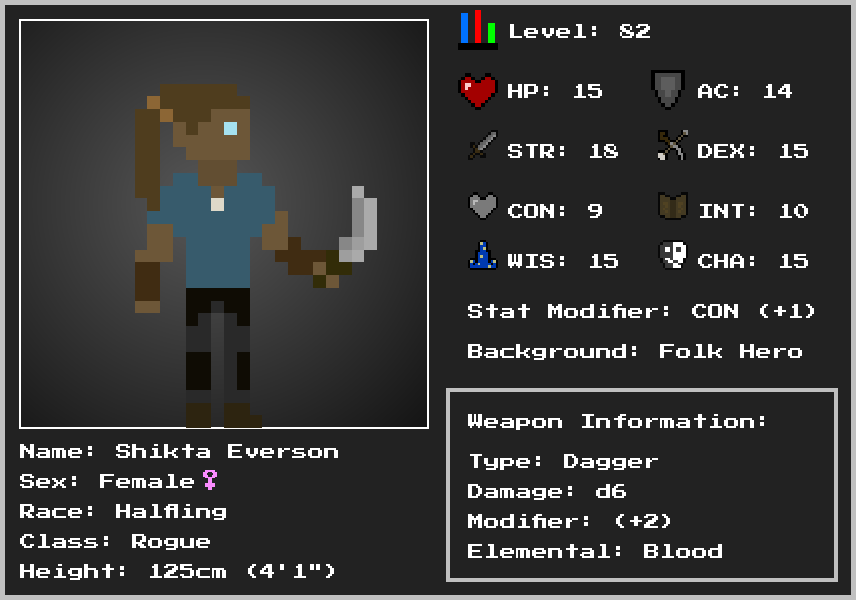 Level: 82
HP: 15 AC: 14
STR: 18 DEX: 15
CON: 9 INT: 10
WIS: 15 CHA: 15
Stat Modifier: CON (+1)
Background: Folk Hero
Weapon Information:
Type: Dagger
Damage: d6
Modifier: (+2)
Elemental: Blood
Name: Shikta Everson
Sex: Female♀
Race: Halfling
Class: Rogue
Height: 125cm (4'1")